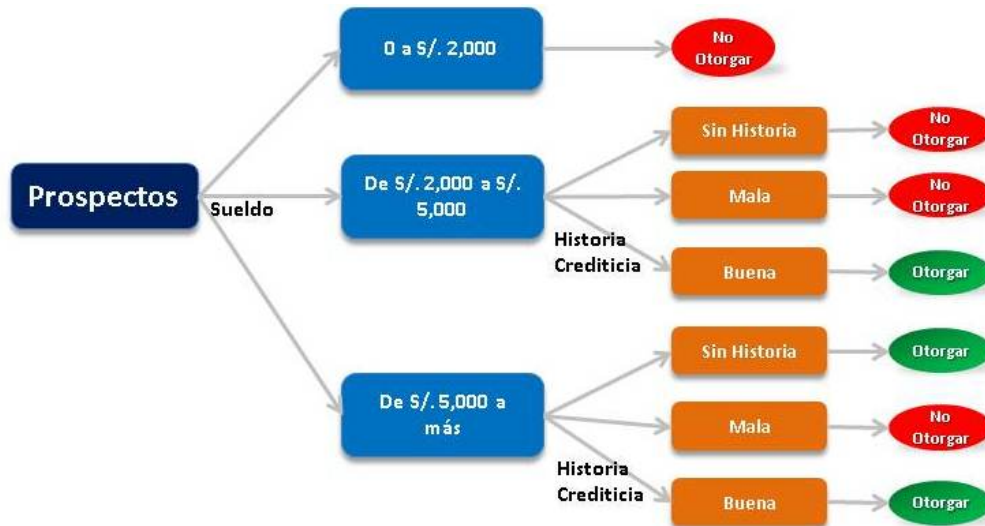 Prospectos
Sueldo
0 a S/. 2,000
No
Otorgar
De S/. 2,000 a S/.
5,000
Historia
Crediticia
Sin Historia
No
Otorgar
Mala
No
Otorgar
Buena
Otorgar
De S/. 5,000 a
más
Historia
Crediticia
Sin Historia
Otorgar
Mala
No
Otorgar
Buena
Otorgar